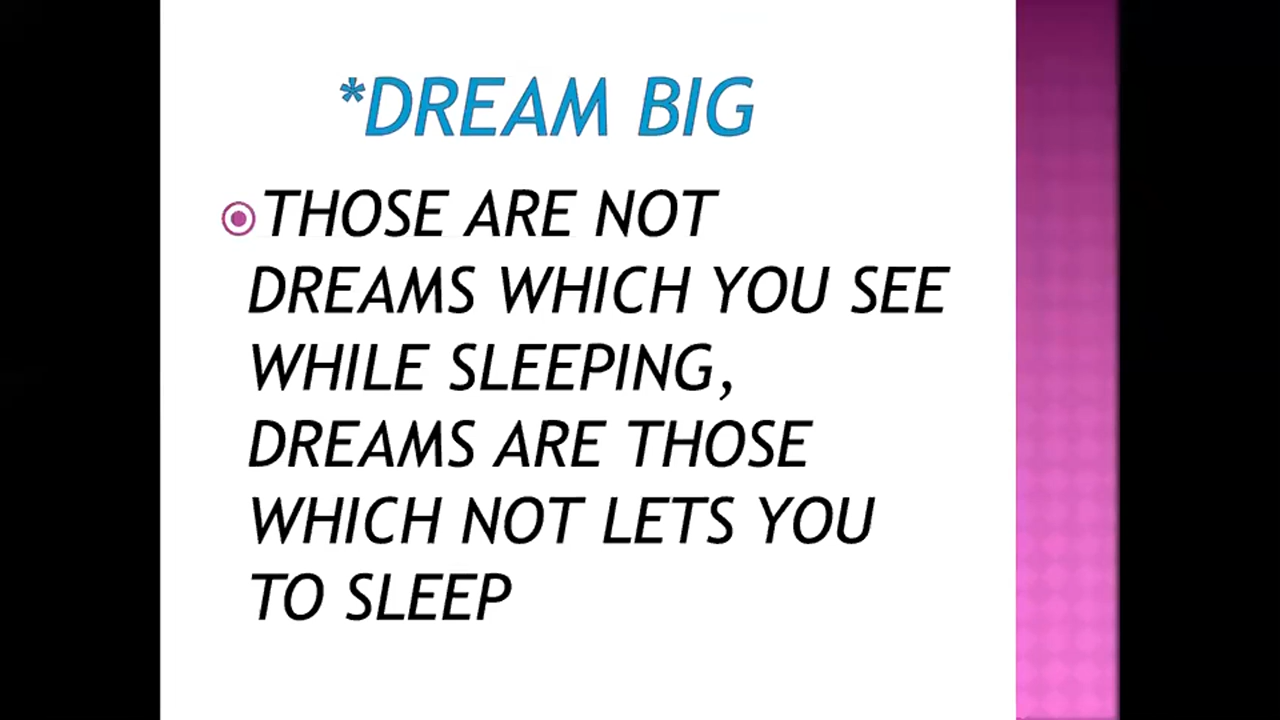 *DREAM BIG
THOSE ARE NOT
DREAMS WHICH YOU SEE
WHILE SLEEPING,
DREAMS ARE THOSE
WHICH NOT LETS YOU
TO SLEEP